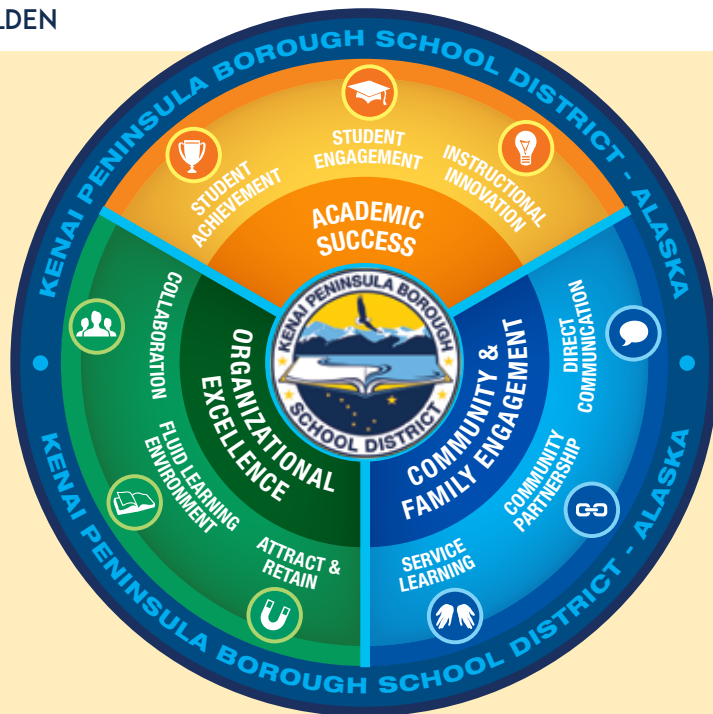 LDEN
KENAI PENINSULA BOROUGH SCHOOL DISTRICT - ALASKA
STUDENT
ACHIEVEMENT
STUDENT
ENGAGEMENT
INSTRUCTIONAL
INNOVATION
ACADEMIC
SUCCESS
COLLABORATION
FLUID LEARNING
ENVIRONMENT
ATTRACT &
RETAIN
ORGANIZATIONAL
EXCELLENCE
KENAI PENINSULA BOROUGH
SCHOOL DISTRICT
COMMUNITY &
FAMILY ENGAGEMENT
DIRECT
COMMUNICATION
COMMUNITY
PARTNERSHIP
SERVICE
LEARNING
KENAI PENINSULA BOROUGH SCHOOL DISTRICT - ALASKA